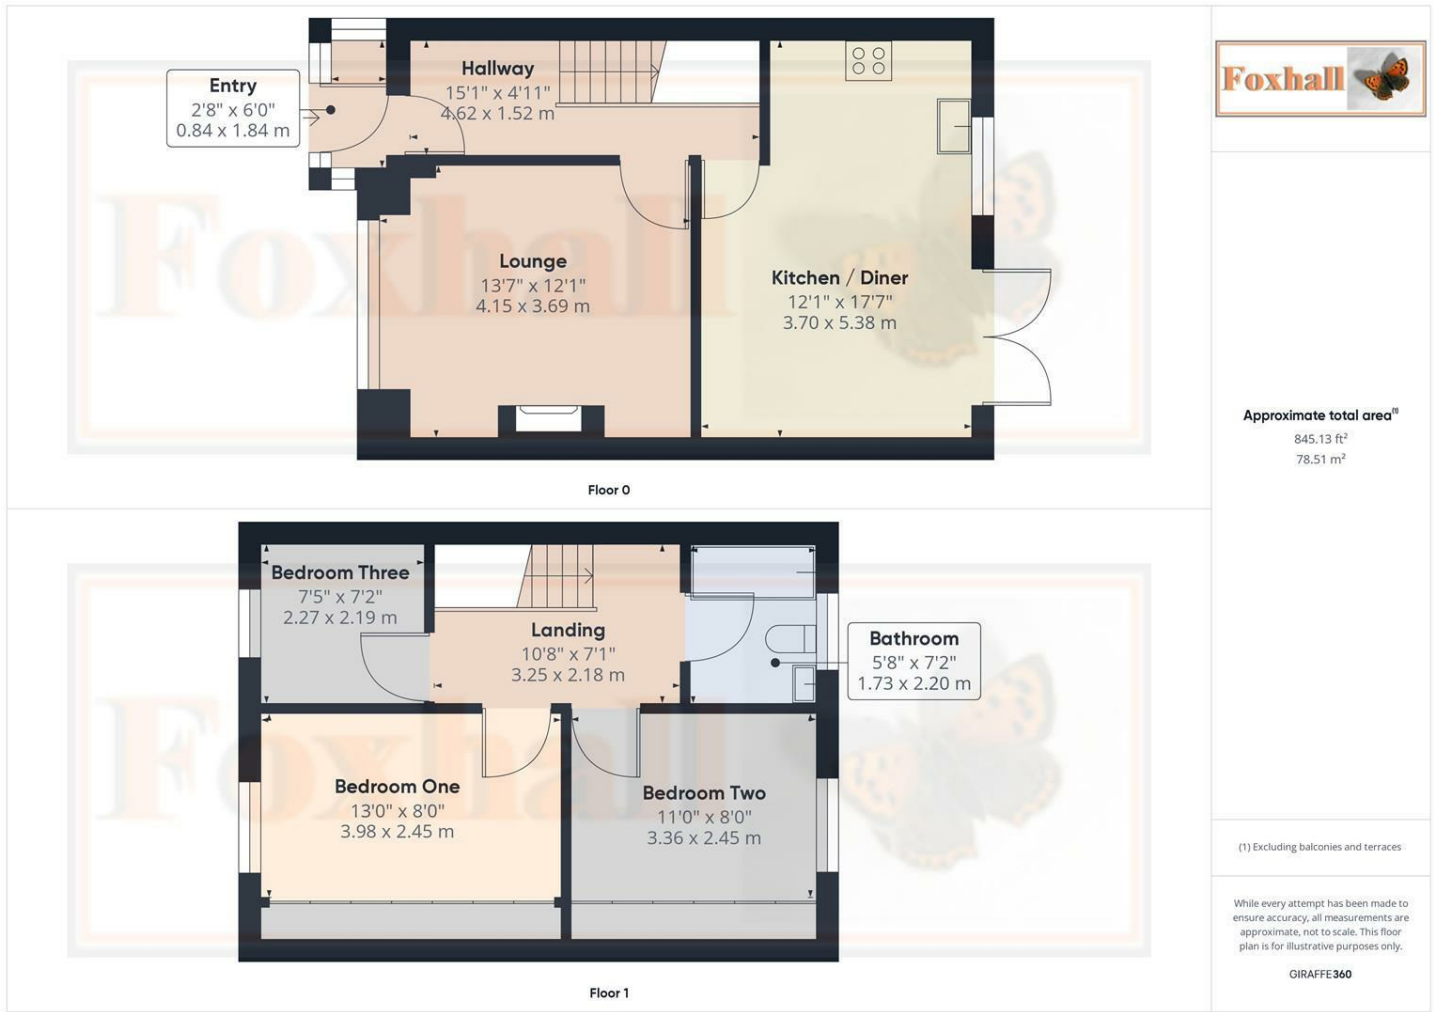 Entry
2'8" x 6'0"
0.84 x 1.84 m
Hallway
15'1" x 4'11"
4.62 x 1.52 m
Lounge
13'7" x 12'1"
4.15 x 3.69 m
Kitchen / Diner
12'1" x 17'7"
3.70 x 5.38 m
Foxhall
Floor 0
Bedroom Three
7'5" x 7'2"
2.27 x 2.19 m
Landing
10'8" x 7'1"
3.25 x 2.18 m
Bathroom
5'8" x 7'2"
1.73 x 2.20 m
Bedroom One
13'0" x 8'0"
3.98 x 2.45 m
Bedroom Two
11'0" x 8'0"
3.36 x 2.45 m
Foxhall
Floor 1
Foxhall
Approximate total area(1)
845.13 ft²
78.51 m²
(1) Excluding balconies and terraces
While every attempt has been made to
ensure accuracy, all measurements are
approximate, not to scale. This floor
plan is for illustrative purposes only.
GIRAFFE360